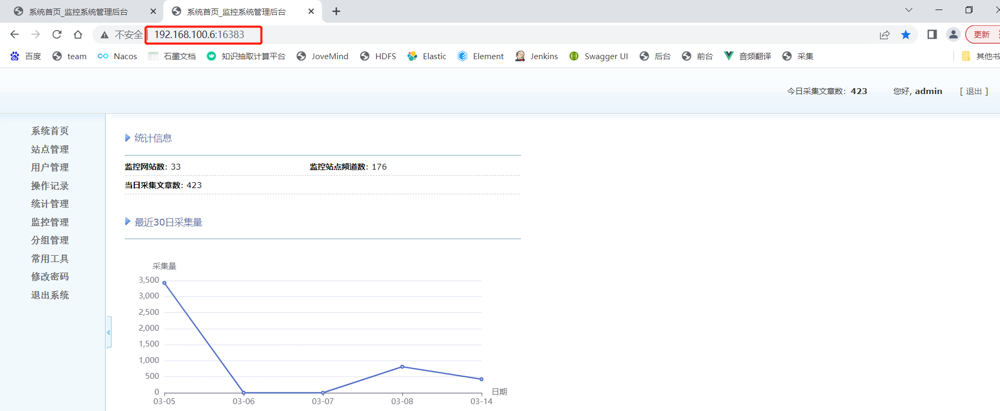 系统首页_监控系统管理后台 系统首页_监控系统管理后台
不安全 192.168.100.6:16383 更新
百度 team Nacos 石墨文档 知识抽取计算平台 JoveMind HDFS Elastic Element Jenkins Swagger UI 后台 前台 音频翻译 采集 其他书
今日采集文章数：423 您好, admin [ 退出 ]
系统首页
站点管理
用户管理
操作记录
统计管理
监控管理
分组管理
常用工具
修改密码
退出系统
统计信息
监控网站数：33 监控站点频道数：176
当日采集文章数：423
最近30日采集量
采集量
3,500
3,000
2,500
2,000
1,500
1,000
500
0
日期
03-05 03-06 03-07 03-08 03-14